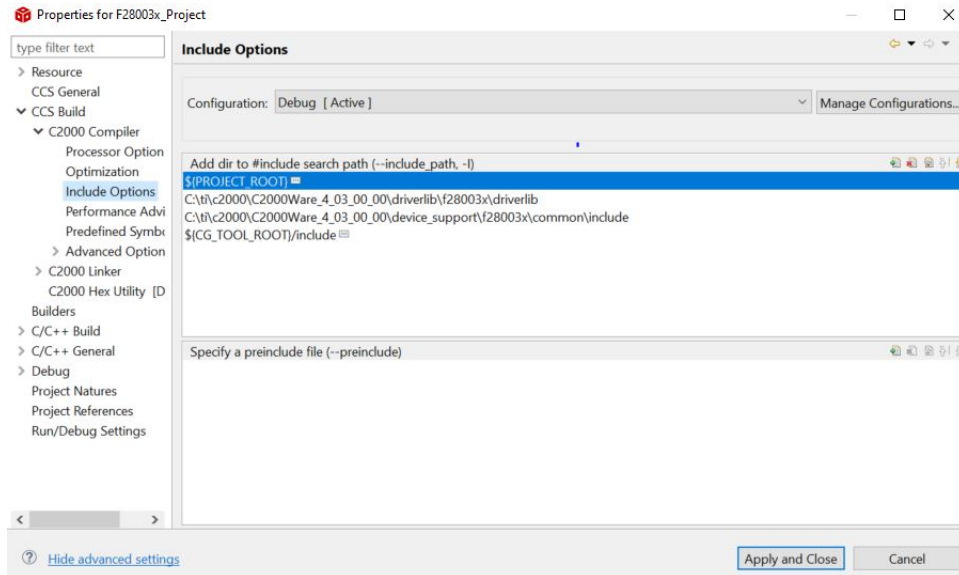 Properties for F28003x_Project
type filter text
Resource
CCS General
CCS Build
C2000 Compiler
Processor Option
Optimization
Include Options
Performance Advi
Predefined Symbo
Advanced Option
C2000 Linker
C2000 Hex Utility [D
Builders
C/C++ Build
C/C++ General
Debug
Project Natures
Project References
Run/Debug Settings
Include Options
Configuration: Debug [ Active ]
Manage Configurations...
Add dir to #include search path (--include_path, -I)
${PROJECT_ROOT}
C:\ti\c2000\C2000Ware_4_03_00_00\driverlib\f28003x\driverlib
C:\ti\c2000\C2000Ware_4_03_00_00\device_support\f28003x\common\include
${CG_TOOL_ROOT}/include
Specify a preinclude file (--preinclude)
Hide advanced settings
Apply and Close
Cancel